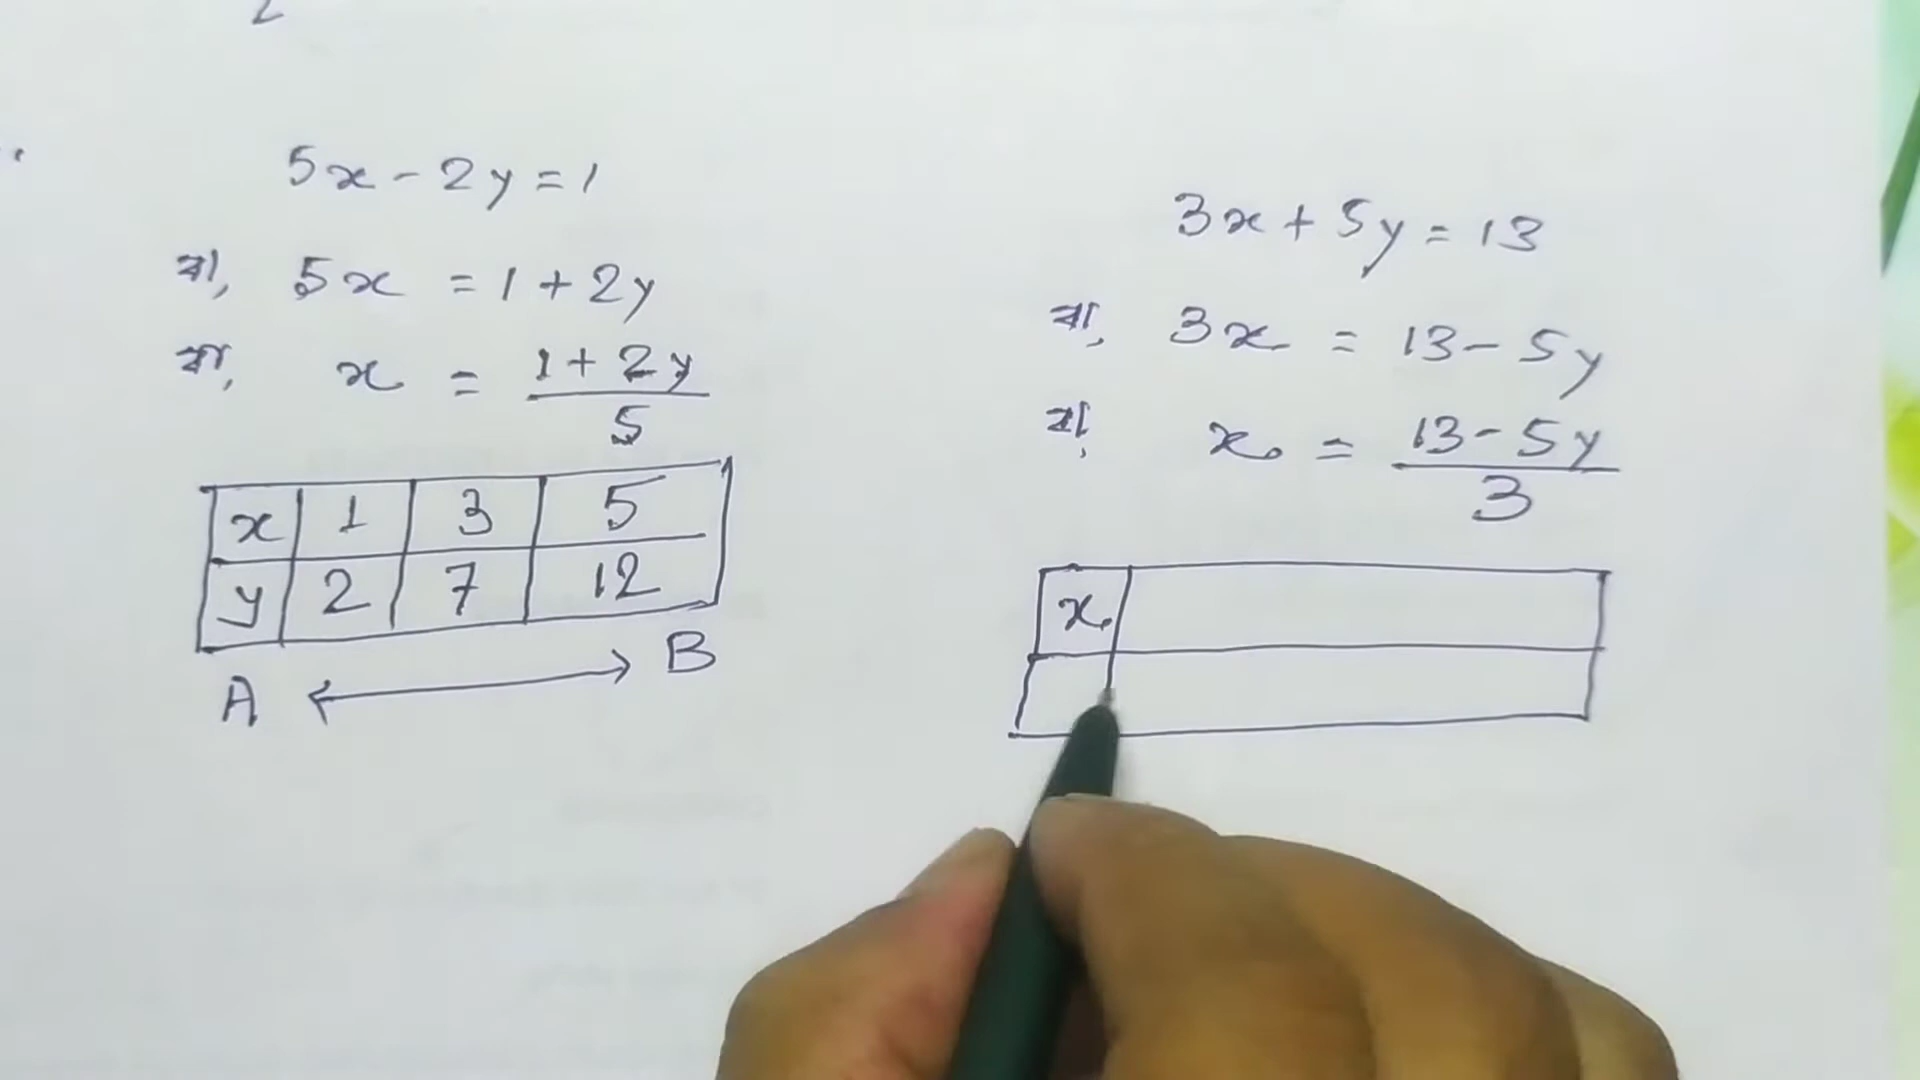 5x - 2y = 1
বা, 5x = 1 + 2y
বা, x = (1 + 2y)/5
x 1 3 5
y 2 7 12
A ⟷ B
3x + 5y = 13
বা, 3x = 13 - 5y
বা, x = (13 - 5y)/3
x